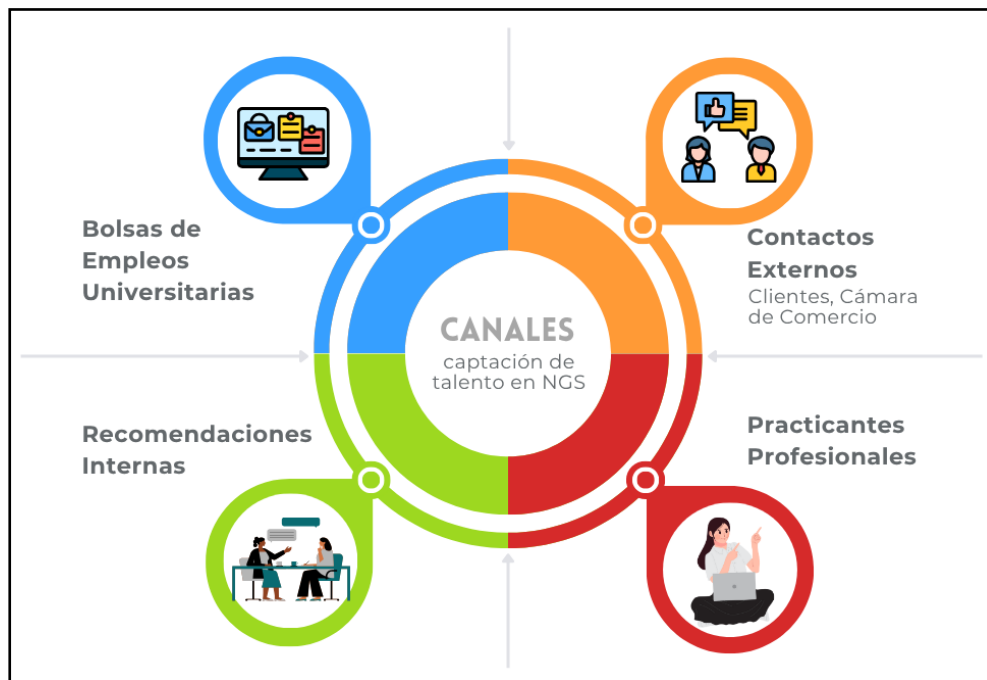 Bolsas de
Empleos
Universitarias
Contactos
Externos
Clientes, Cámara
de Comercio
CANALES
captación de
talento en NGS
Recomendaciones
Internas
Practicantes
Profesionales